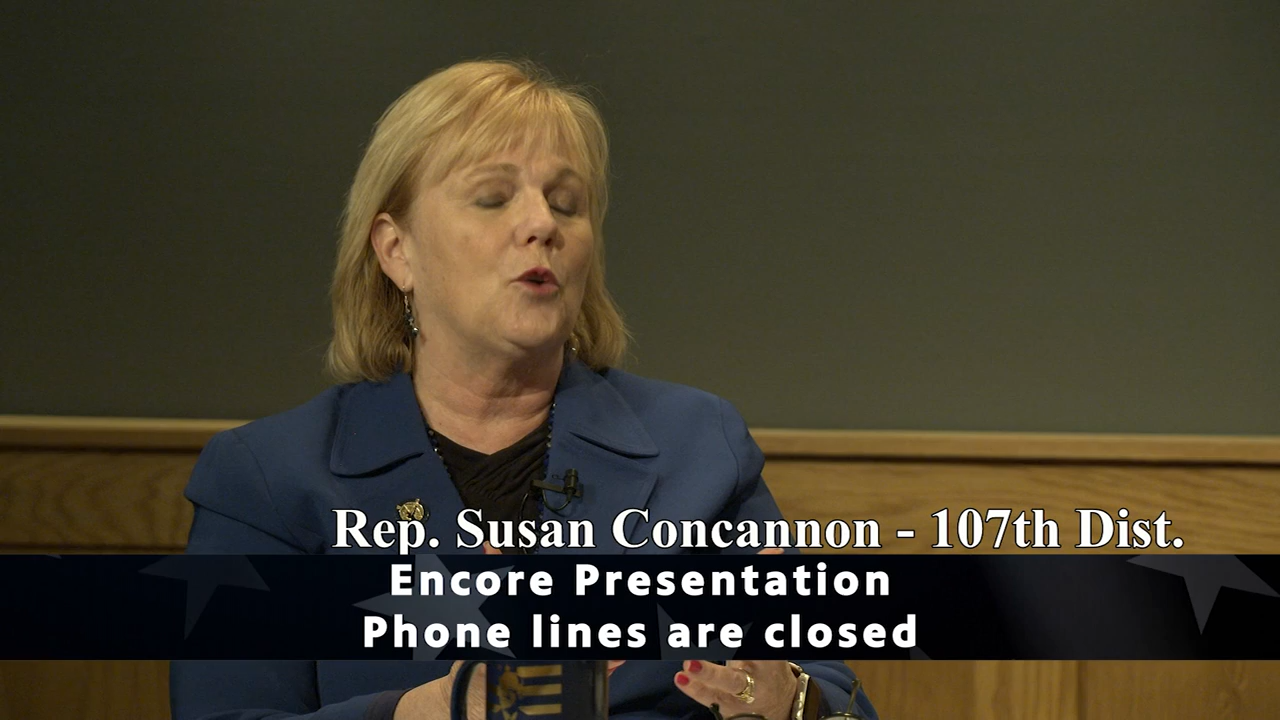 Rep. Susan Concannon - 107th Dist.
Encore Presentation
Phone lines are closed